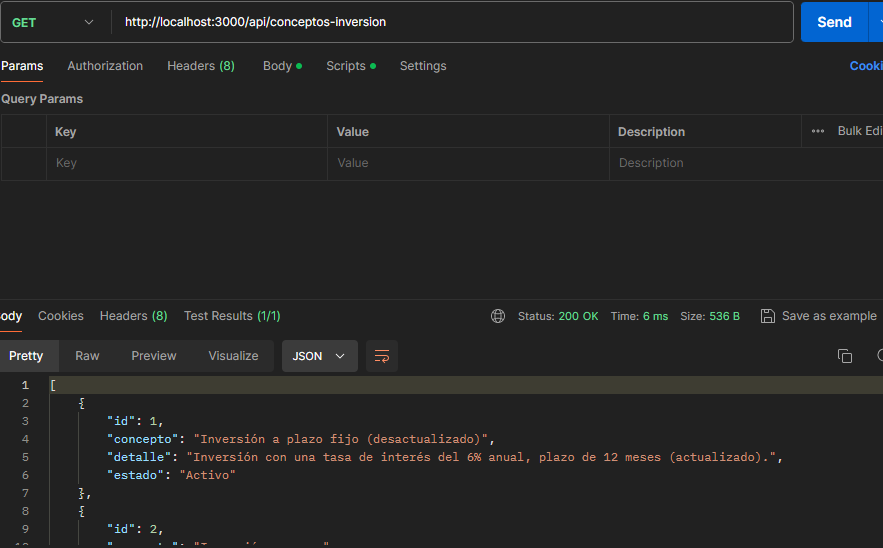 GET http://localhost:3000/api/conceptos-inversion Send
Params Authorization Headers (8) Body Scripts Settings Cooki
Query Params
Key Value Description Bulk Edi
Key Value Description
ody Cookies Headers (8) Test Results (1/1) Status: 200 OK Time: 6 ms Size: 536 B Save as example
Pretty Raw Preview Visualize JSON
1 [
2 {
3 "id": 1,
4 "concepto": "Inversión a plazo fijo (desactualizado)",
5 "detalle": "Inversión con una tasa de interés del 6% anual, plazo de 12 meses (actualizado).",
6 "estado": "Activo"
7 },
8 {
9 "id": 2,